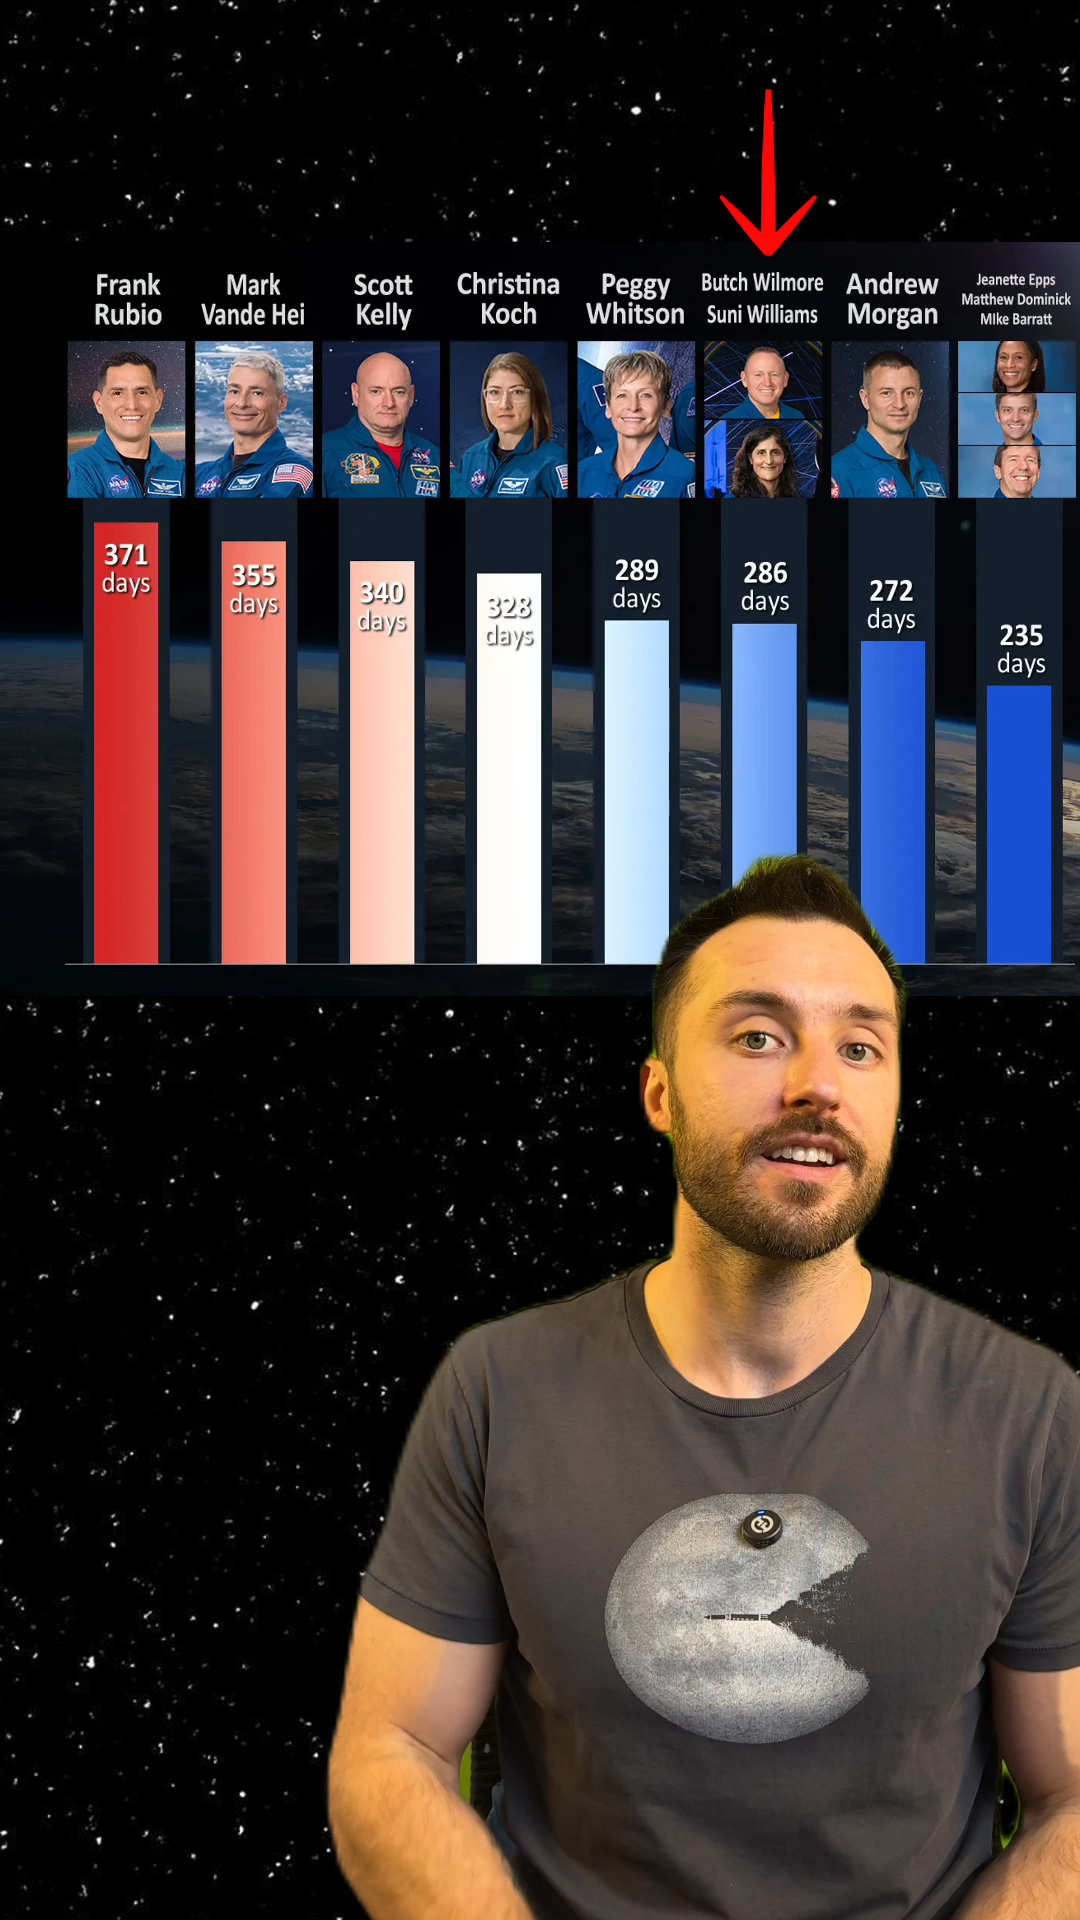 Frank
Rubio
Mark
Vande Hei
Scott
Kelly
Christina
Koch
Peggy
Whitson
Butch Wilmore
Suni Williams
Andrew
Morgan
Jeanette Epps
Matthew Dominick
MIke Barratt
371
days
355
days
340
days
328
days
289
days
286
days
272
days
235
days